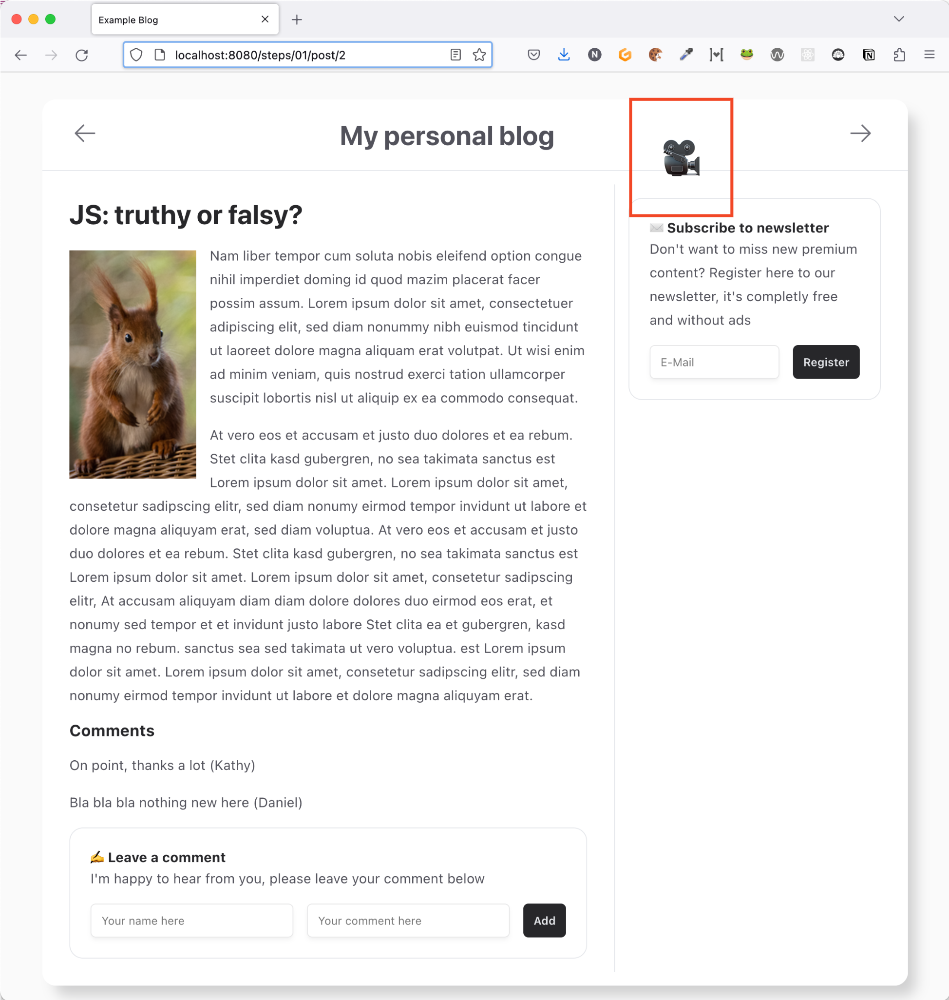 Example Blog
localhost:8080/steps/01/post/2
My personal blog
JS: truthy or falsy?
Nam liber tempor cum soluta nobis eleifend option congue
nihil imperdiet doming id quod mazim placerat facer
possim assum. Lorem ipsum dolor sit amet, consectetuer
adipiscing elit, sed diam nonummy nibh euismod tincidunt
ut laoreet dolore magna aliquam erat volutpat. Ut wisi enim
ad minim veniam, quis nostrud exerci tation ullamcorper
suscipit lobortis nisl ut aliquip ex ea commodo consequat.
At vero eos et accusam et justo duo dolores et ea rebum.
Stet clita kasd gubergren, no sea takimata sanctus est
Lorem ipsum dolor sit amet. Lorem ipsum dolor sit amet,
consetetur sadipscing elitr, sed diam nonumy eirmod tempor invidunt ut labore et
dolore magna aliquyam erat, sed diam voluptua. At vero eos et accusam et justo
duo dolores et ea rebum. Stet clita kasd gubergren, no sea takimata sanctus est
Lorem ipsum dolor sit amet. Lorem ipsum dolor sit amet, consetetur sadipscing
elitr, At accusam aliquyam diam diam dolore dolores duo eirmod eos erat, et
nonumy sed tempor et et invidunt justo labore Stet clita ea et gubergren, kasd
magna no rebum. sanctus sea sed takimata ut vero voluptua. est Lorem ipsum
dolor sit amet. Lorem ipsum dolor sit amet, consetetur sadipscing elitr, sed diam
nonumy eirmod tempor invidunt ut labore et dolore magna aliquyam erat.
Comments
On point, thanks a lot (Kathy)
Bla bla bla nothing new here (Daniel)
✍️ Leave a comment
I'm happy to hear from you, please leave your comment below
Your name here
Your comment here
Add
✉️ Subscribe to newsletter
Don't want to miss new premium
content? Register here to our
newsletter, it's completly free
and without ads
E-Mail
Register